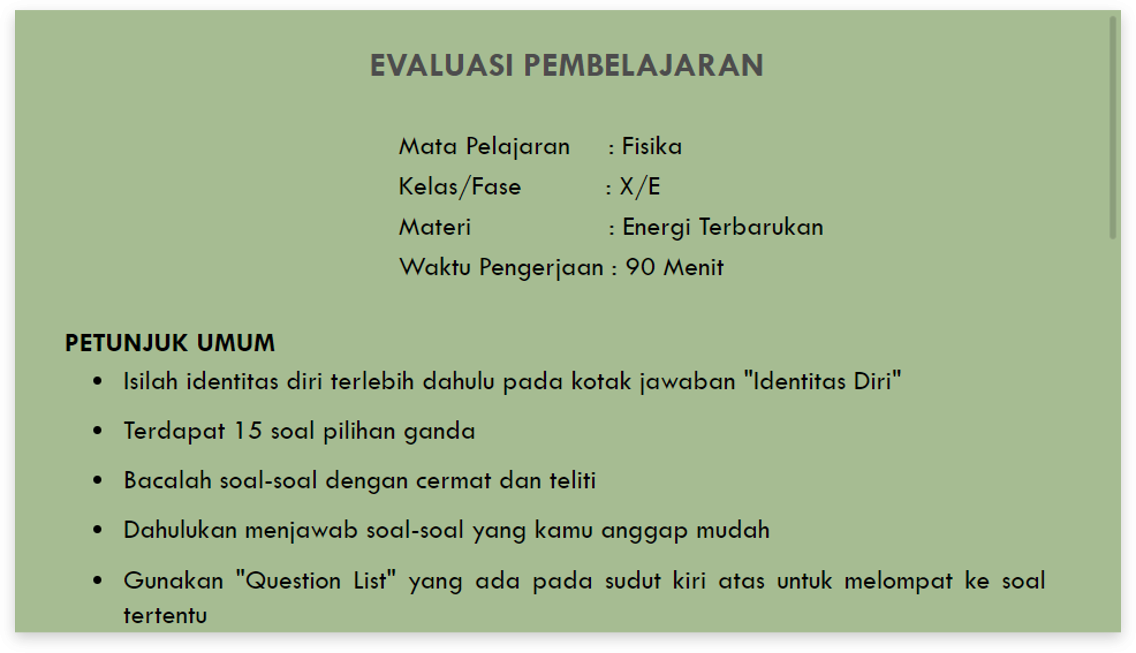 EVALUASI PEMBELAJARAN
Mata Pelajaran : Fisika
Kelas/Fase : X/E
Materi : Energi Terbarukan
Waktu Pengerjaan : 90 Menit
PETUNJUK UMUM
• Isilah identitas diri terlebih dahulu pada kotak jawaban "Identitas Diri"
• Terdapat 15 soal pilihan ganda
• Bacalah soal-soal dengan cermat dan teliti
• Dahulukan menjawab soal-soal yang kamu anggap mudah
• Gunakan "Question List" yang ada pada sudut kiri atas untuk melompat ke soal
tertentu